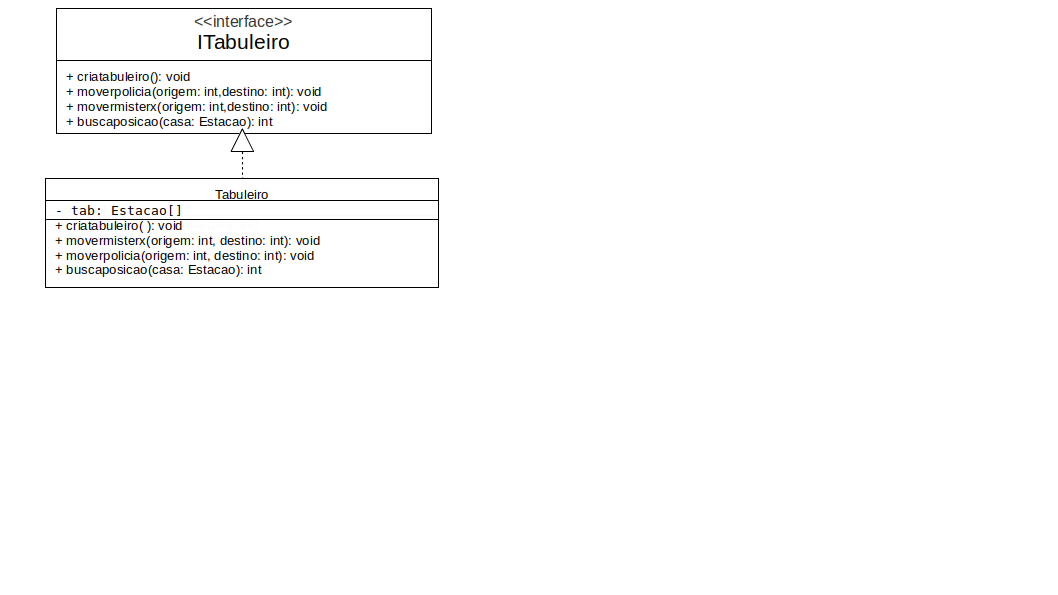 <<interface>>
ITabuleiro
+ criatabuleiro(): void
+ moverpolicia(origem: int,destino: int): void
+ movermisterx(origem: int,destino: int): void
+ buscaposicao(casa: Estacao): int
Tabuleiro
- tab: Estacao[]
+ criatabuleiro( ): void
+ movermisterx(origem: int, destino: int): void
+ moverpolicia(origem: int, destino: int): void
+ buscaposicao(casa: Estacao): int